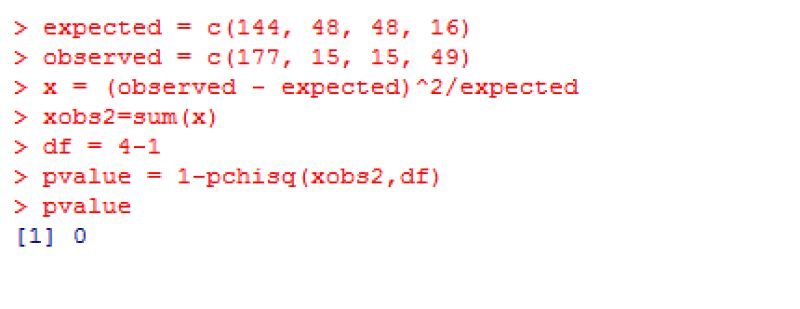 > expected = c(144, 48, 48, 16)
> observed = c(177, 15, 15, 49)
> x = (observed - expected)^2/expected
> xobs2=sum(x)
> df = 4-1
> pvalue = 1-pchisq(xobs2,df)
> pvalue
[1] 0